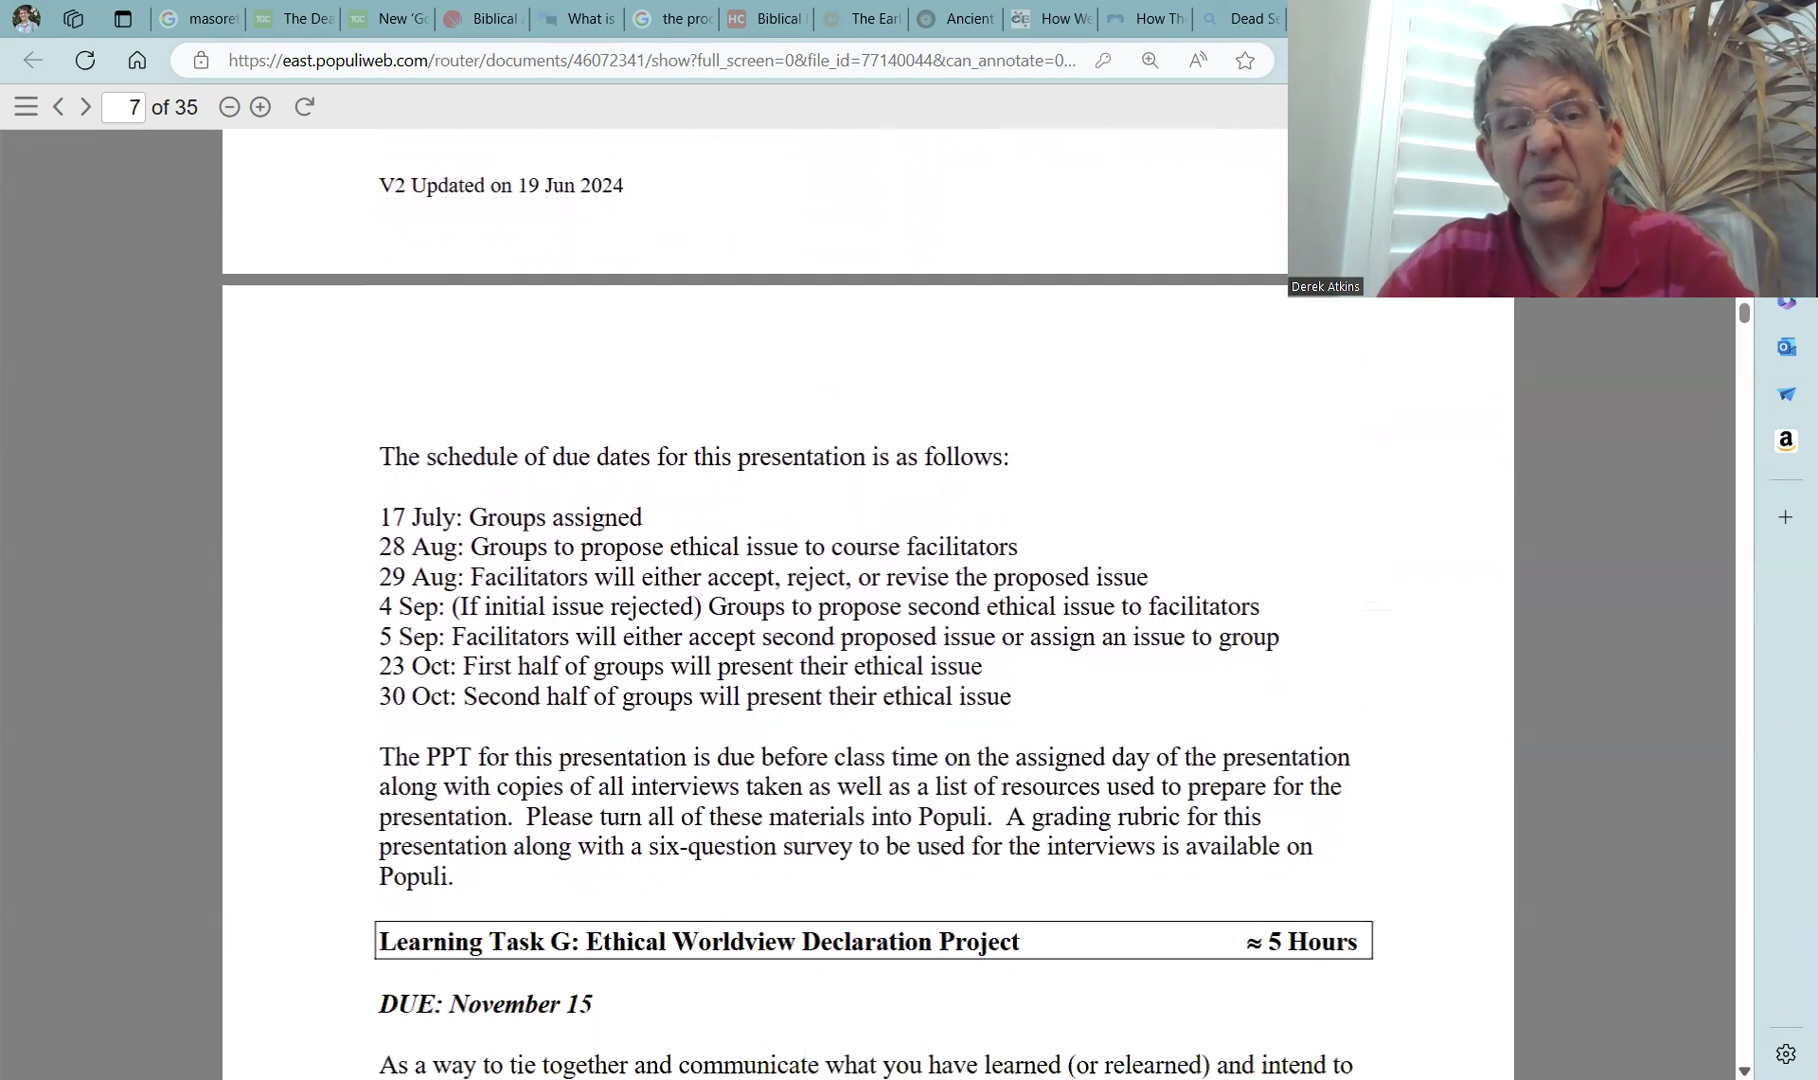 masoret
The Dea
New 'Go
Biblical
What is
the proc
Biblical
The Earl
Ancient
How We
How The
Dead Se
https://east.populiweb.com/router/documents/46072341/show?full_screen=0&file_id=77140044&can_annotate=0...
7 of 35
V2 Updated on 19 Jun 2024
Derek Atkins
The schedule of due dates for this presentation is as follows:
17 July: Groups assigned
28 Aug: Groups to propose ethical issue to course facilitators
29 Aug: Facilitators will either accept, reject, or revise the proposed issue
4 Sep: (If initial issue rejected) Groups to propose second ethical issue to facilitators
5 Sep: Facilitators will either accept second proposed issue or assign an issue to group
23 Oct: First half of groups will present their ethical issue
30 Oct: Second half of groups will present their ethical issue
The PPT for this presentation is due before class time on the assigned day of the presentation
along with copies of all interviews taken as well as a list of resources used to prepare for the
presentation.  Please turn all of these materials into Populi.  A grading rubric for this
presentation along with a six-question survey to be used for the interviews is available on
Populi.
Learning Task G: Ethical Worldview Declaration Project ≈ 5 Hours
DUE: November 15
As a way to tie together and communicate what you have learned (or relearned) and intend to